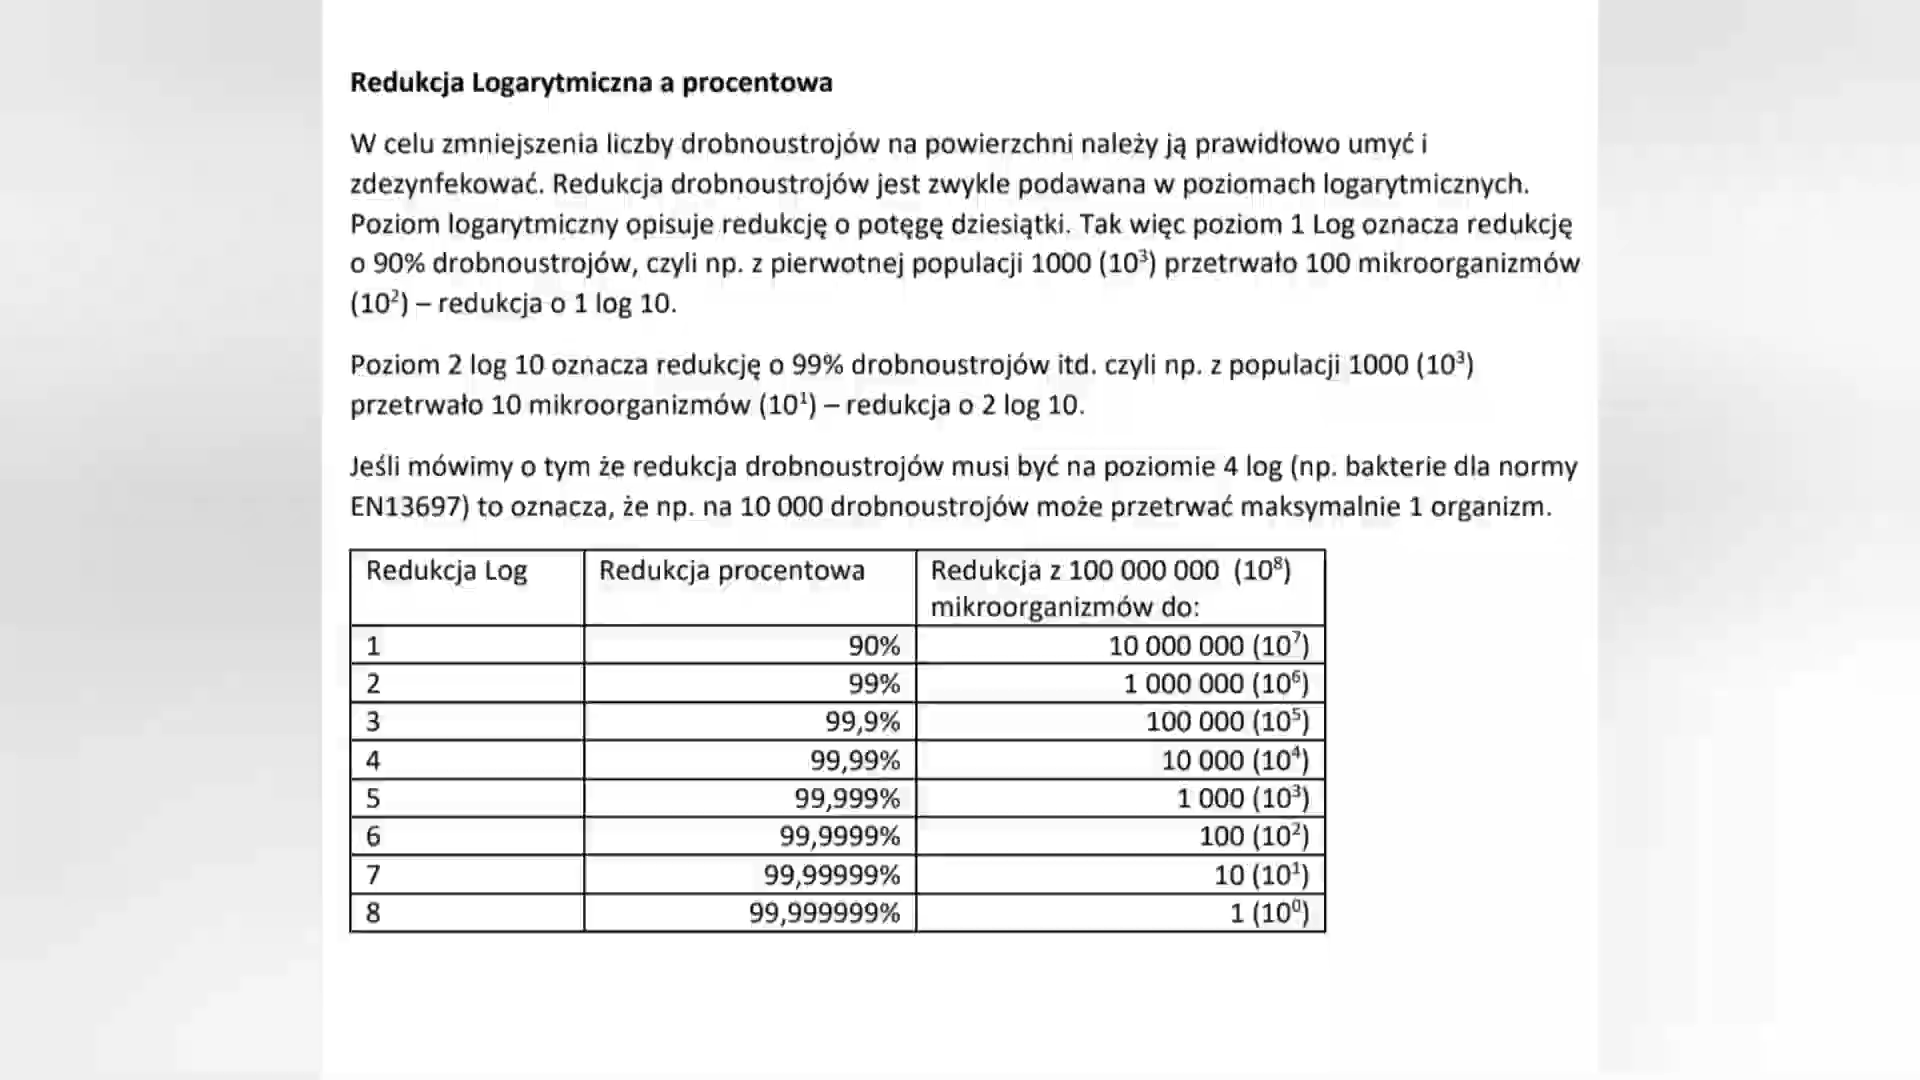 Redukcja Logarytmiczna a procentowa
W celu zmniejszenia liczby drobnoustrojów na powierzchni należy ją prawidłowo umyć i
zdezynfekować. Redukcja drobnoustrojów jest zwykle podawana w poziomach logarytmicznych.
Poziom logarytmiczny opisuje redukcję o potęgę dziesiątki. Tak więc poziom 1 Log oznacza redukcję
o 90% drobnoustrojów, czyli np. z pierwotnej populacji 1000 (10³) przetrwało 100 mikroorganizmów
(10²) – redukcja o 1 log 10.
Poziom 2 log 10 oznacza redukcję o 99% drobnoustrojów itd. czyli np. z populacji 1000 (10³)
przetrwało 10 mikroorganizmów (10¹) – redukcja o 2 log 10.
Jeśli mówimy o tym że redukcja drobnoustrojów musi być na poziomie 4 log (np. bakterie dla normy
EN13697) to oznacza, że np. na 10 000 drobnoustrojów może przetrwać maksymalnie 1 organizm.
Redukcja Log Redukcja procentowa Redukcja z 100 000 000 (10⁸)
mikroorganizmów do:
1 90% 10 000 000 (10⁷)
2 99% 1 000 000 (10⁶)
3 99,9% 100 000 (10⁵)
4 99,99% 10 000 (10⁴)
5 99,999% 1 000 (10³)
6 99,9999% 100 (10²)
7 99,99999% 10 (10¹)
8 99,999999% 1 (10⁰)